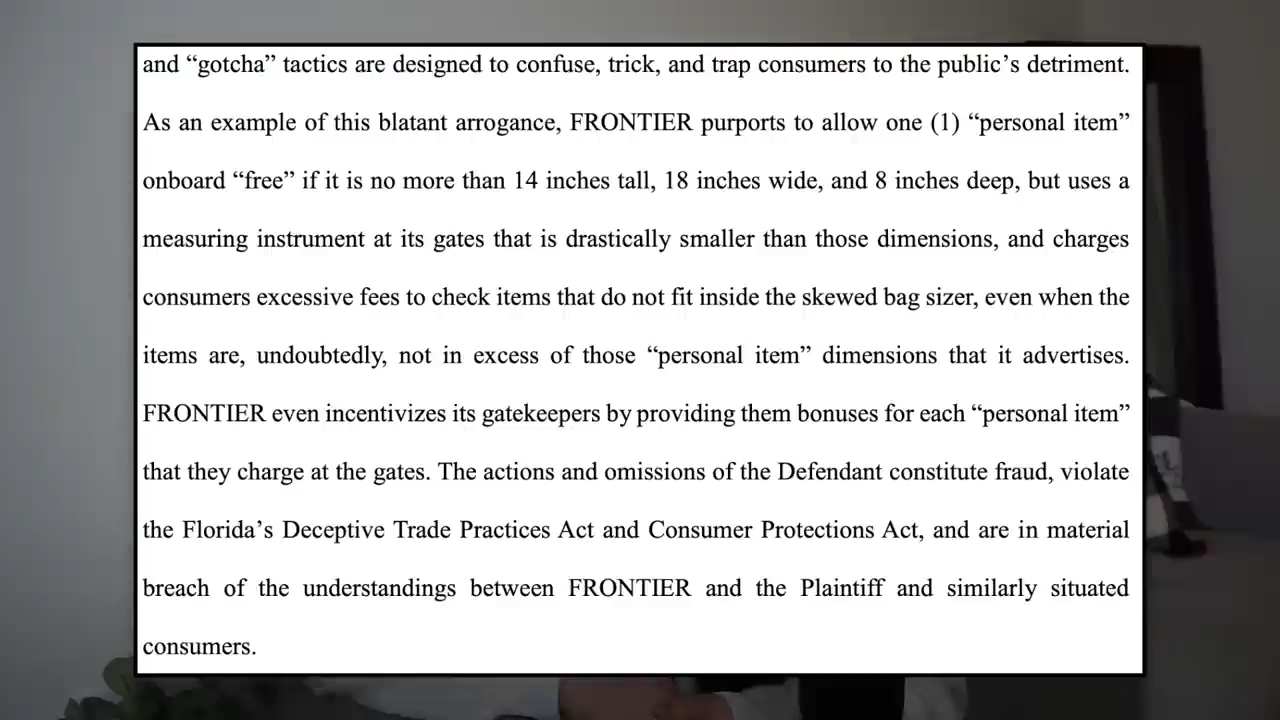 and “gotcha” tactics are designed to confuse, trick, and trap consumers to the public’s detriment.
As an example of this blatant arrogance, FRONTIER purports to allow one (1) “personal item”
onboard “free” if it is no more than 14 inches tall, 18 inches wide, and 8 inches deep, but uses a
measuring instrument at its gates that is drastically smaller than those dimensions, and charges
consumers excessive fees to check items that do not fit inside the skewed bag sizer, even when the
items are, undoubtedly, not in excess of those “personal item” dimensions that it advertises.
FRONTIER even incentivizes its gatekeepers by providing them bonuses for each “personal item”
that they charge at the gates. The actions and omissions of the Defendant constitute fraud, violate
the Florida’s Deceptive Trade Practices Act and Consumer Protections Act, and are in material
breach of the understandings between FRONTIER and the Plaintiff and similarly situated
consumers.